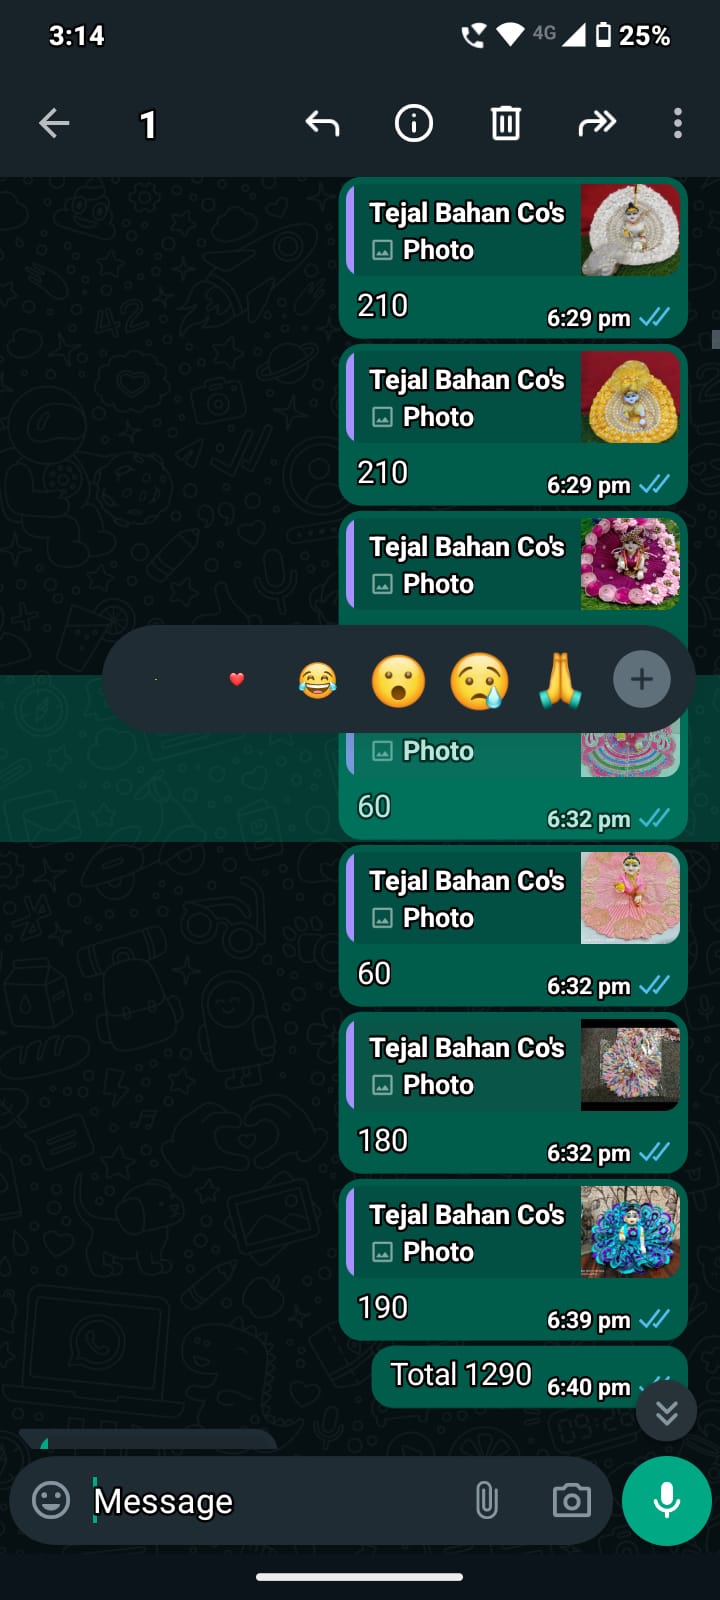 3:14
4G
25%
1
Tejal Bahan Co's
Photo
210
6:29 pm
Tejal Bahan Co's
Photo
210
6:29 pm
Tejal Bahan Co's
Photo
Photo
60
6:32 pm
Tejal Bahan Co's
Photo
60
6:32 pm
Tejal Bahan Co's
Photo
180
6:32 pm
Tejal Bahan Co's
Photo
190
6:39 pm
Total 1290
6:40 pm
Message